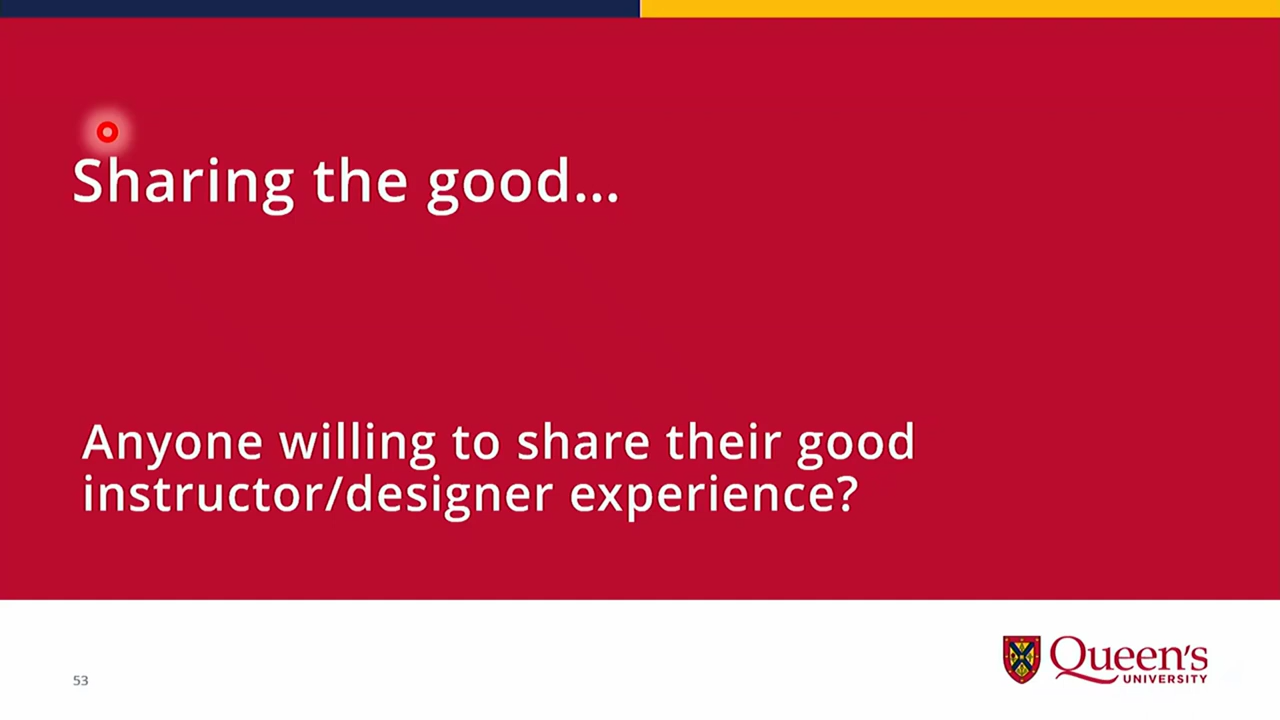 Sharing the good...
Anyone willing to share their good
instructor/designer experience?
53
Queen's
UNIVERSITY